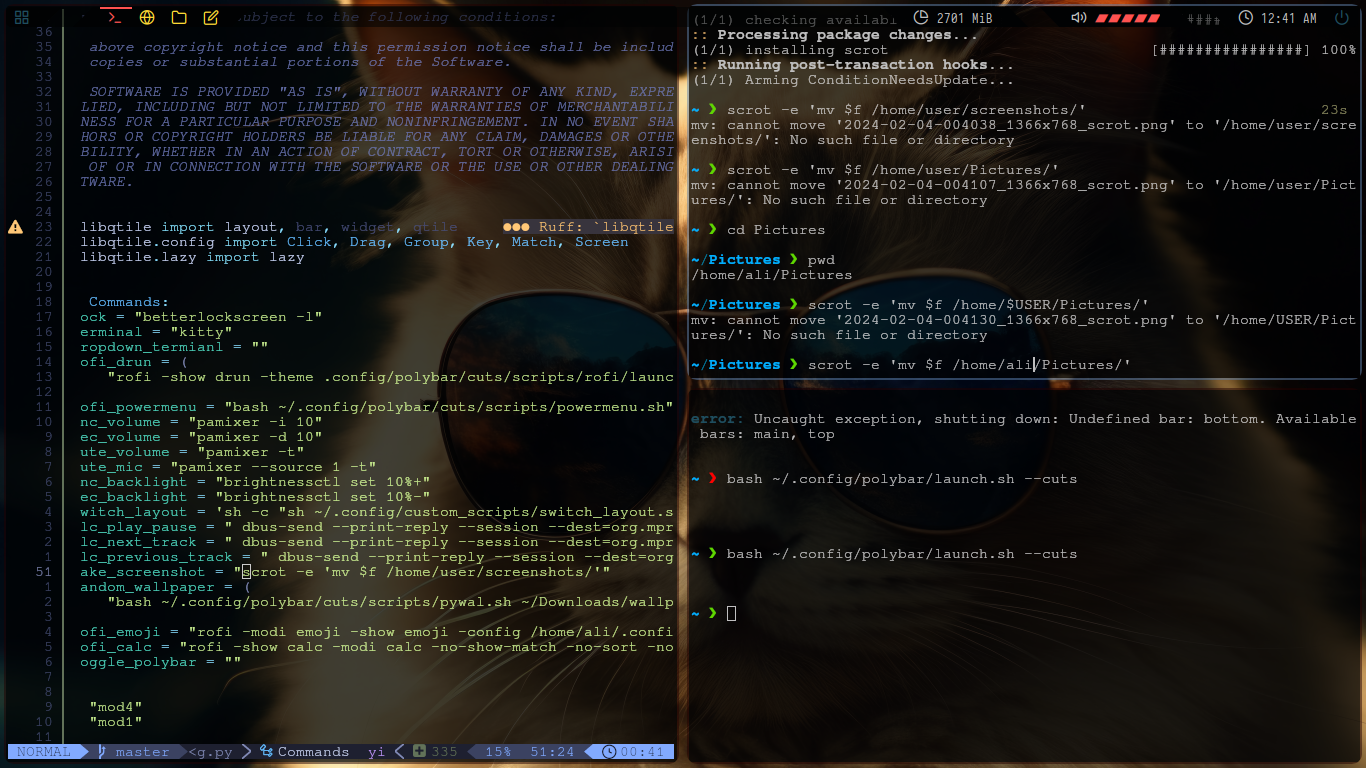 .ubject to the following conditions:
36
35 above copyright notice and this permission notice shall be includ
34 copies or substantial portions of the Software.
33
32 SOFTWARE IS PROVIDED "AS IS", WITHOUT WARRANTY OF ANY KIND, EXPRE
31 LIED, INCLUDING BUT NOT LIMITED TO THE WARRANTIES OF MERCHANTABILI
30 NESS FOR A PARTICULAR PURPOSE AND NONINFRINGEMENT. IN NO EVENT SHA
29 HORS OR COPYRIGHT HOLDERS BE LIABLE FOR ANY CLAIM, DAMAGES OR OTHE
28 BILITY, WHETHER IN AN ACTION OF CONTRACT, TORT OR OTHERWISE, ARISI
27 OF OR IN CONNECTION WITH THE SOFTWARE OR THE USE OR OTHER DEALING
26 TWARE.
25
24
23 libqtile import layout, bar, widget, qtile ●●● Ruff: `libqtile
22 libqtile.config import Click, Drag, Group, Key, Match, Screen
21 libqtile.lazy import lazy
20
19
18 Commands:
17 ock = "betterlockscreen -l"
16 erminal = "kitty"
15 ropdown_termianl = ""
14 ofi_drun = (
13 "rofi -show drun -theme .config/polybar/cuts/scripts/rofi/launc
12
11 ofi_powermenu = "bash ~/.config/polybar/cuts/scripts/powermenu.sh"
10 nc_volume = "pamixer -i 10"
9 ec_volume = "pamixer -d 10"
8 ute_volume = "pamixer -t"
7 ute_mic = "pamixer --source 1 -t"
6 nc_backlight = "brightnessctl set 10%+"
5 ec_backlight = "brightnessctl set 10%-"
4 witch_layout = 'sh -c "sh ~/.config/custom_scripts/switch_layout.s
3 lc_play_pause = " dbus-send --print-reply --session --dest=org.mpr
2 lc_next_track = " dbus-send --print-reply --session --dest=org.mpr
1 lc_previous_track = " dbus-send --print-reply --session --dest=org
51 ake_screenshot = "scrot -e 'mv $f /home/user/screenshots/'"
1 andom_wallpaper = (
2 "bash ~/.config/polybar/cuts/scripts/pywal.sh ~/Downloads/wallp
3
4 ofi_emoji = "rofi -modi emoji -show emoji -config /home/ali/.confi
5 ofi_calc = "rofi -show calc -modi calc -no-show-match -no-sort -no
6 oggle_polybar = ""
7
8
9 "mod4"
10 "mod1"
11
NORMAL master <g.py > Commands yi < 335 15% 51:24 00:41
2701 MiB 12:41 AM
(1/1) checking availabl
:: Processing package changes...
(1/1) installing scrot [################] 100%
:: Running post-transaction hooks...
(1/1) Arming ConditionNeedsUpdate...
~ ❯ scrot -e 'mv $f /home/user/screenshots/' 23s
mv: cannot move '2024-02-04-004038_1366x768_scrot.png' to '/home/user/scre
enshots/': No such file or directory
~ ❯ scrot -e 'mv $f /home/user/Pictures/'
mv: cannot move '2024-02-04-004107_1366x768_scrot.png' to '/home/user/Pict
ures/': No such file or directory
~ ❯ cd Pictures
~/Pictures ❯ pwd
/home/ali/Pictures
~/Pictures ❯ scrot -e 'mv $f /home/$USER/Pictures/'
mv: cannot move '2024-02-04-004130_1366x768_scrot.png' to '/home/USER/Pict
ures/': No such file or directory
~/Pictures ❯ scrot -e 'mv $f /home/ali/Pictures/'
error: Uncaught exception, shutting down: Undefined bar: bottom. Available
bars: main, top
~ ❯ bash ~/.config/polybar/launch.sh --cuts
~ ❯ bash ~/.config/polybar/launch.sh --cuts
~ ❯